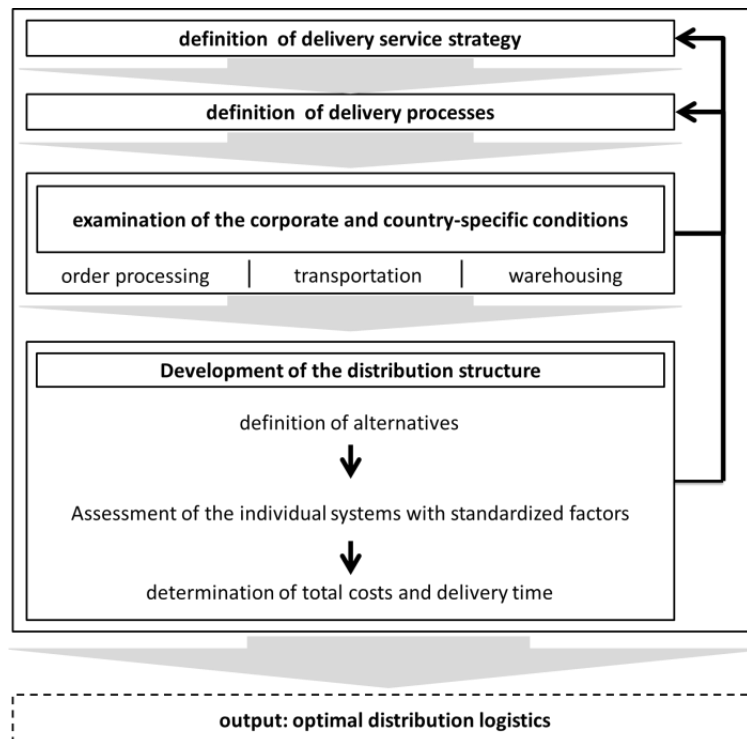 definition of delivery service strategy
definition of delivery processes
examination of the corporate and country-specific conditions
order processing | transportation | warehousing
Development of the distribution structure
definition of alternatives
Assessment of the individual systems with standardized factors
determination of total costs and delivery time
output: optimal distribution logistics